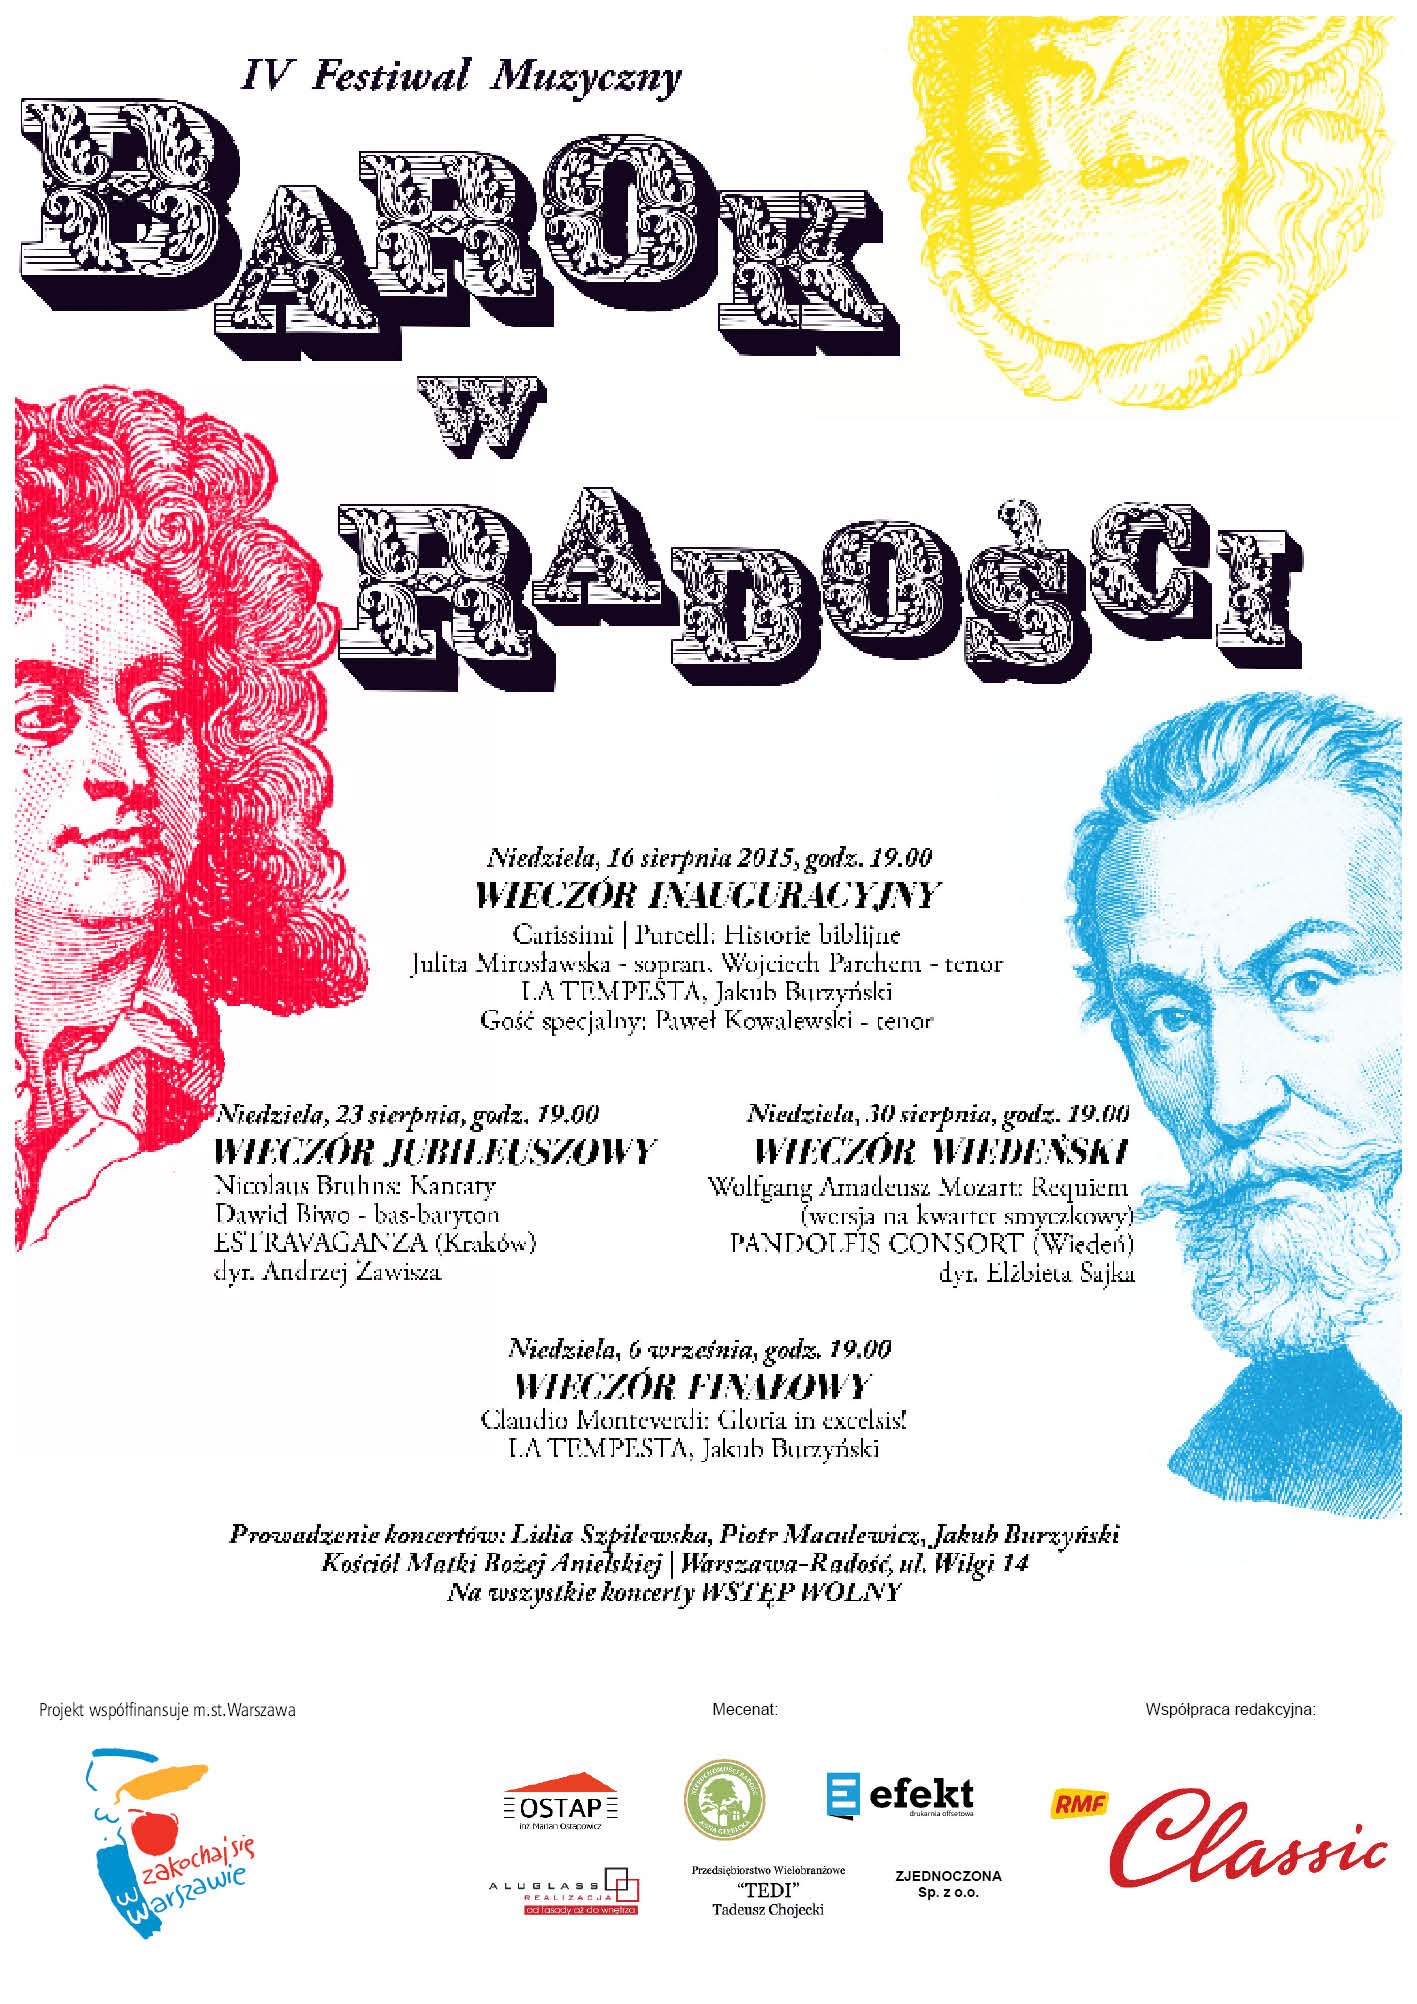 IV Festiwal Muzyczny
BAROK
W
RADOŚCI
Niedziela, 16 sierpnia 2015, godz. 19.00
WIECZÓR INAUGURACYJNY
Carissimi | Purcell: Historie biblijne
Julita Mirosławska - sopran, Wojciech Parchem - tenor
LA TEMPESTA, Jakub Burzyński
Gość specjalny: Paweł Kowalewski - tenor
Niedziela, 23 sierpnia, godz. 19.00
WIECZÓR JUBILEUSZOWY
Nicolaus Bruhns: Kantaty
Dawid Biwo - bas-baryton
ESTRAVAGANZA (Kraków)
dyr. Andrzej Zawisza
Niedziela, 30 sierpnia, godz. 19.00
WIECZÓR WIEDEŃSKI
Wolfgang Amadeusz Mozart: Requiem
(wersja na kwartet smyczkowy)
PANDOLFIS CONSORT (Wiedeń)
dyr. Elżbieta Sajka
Niedziela, 6 września, godz. 19.00
WIECZÓR FINAŁOWY
Claudio Monteverdi: Gloria in excelsis!
LA TEMPESTA, Jakub Burzyński
Prowadzenie koncertów: Lidia Szpilewska, Piotr Maculewicz, Jakub Burzyński
Kościół Matki Bożej Anielskiej | Warszawa-Radość, ul. Wilgi 14
Na wszystkie koncerty WSTĘP WOLNY
Projekt współfinansuje m.st.Warszawa
Mecenat:
Współpraca redakcyjna:
zakochaj się
w
Warszawie
OSTAP
inż. Marian Ostapowicz
NIERUCHOMOŚCI RADOŚĆ
ANNA GŁĘBICKA
efekt
drukarnia offsetowa
RMF
Classic
ALUGLASS
REALIZACJA
od fasady aż do wnętrza
Przedsiębiorstwo Wielobranżowe
“TEDI”
Tadeusz Chojecki
ZJEDNOCZONA
Sp. z o.o.